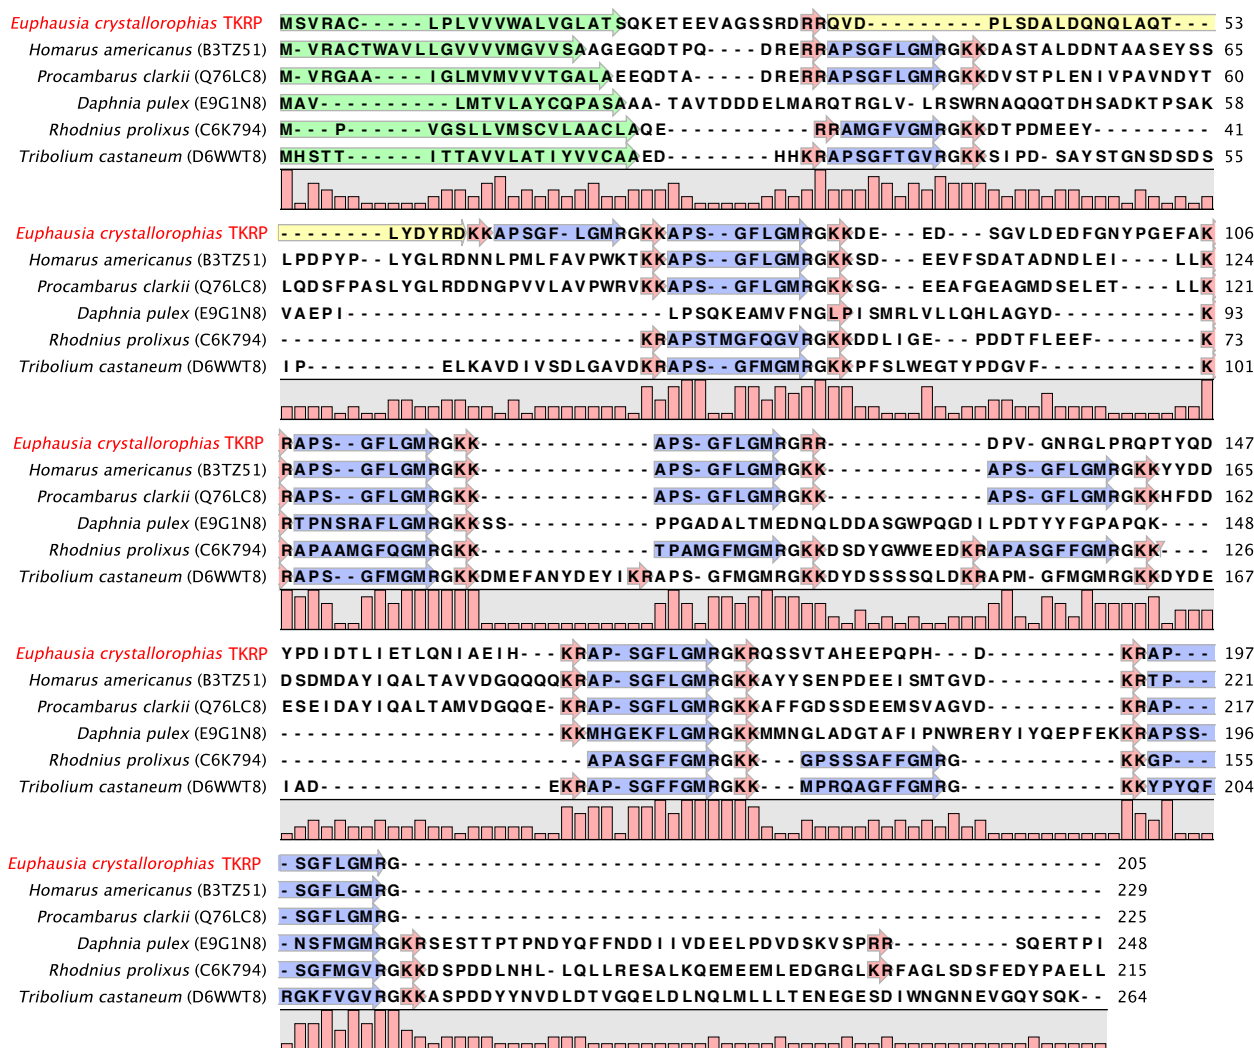 Euphausia crystallorophias TKRP MSVRAC-----LPLVVVWALVGLATSQKETEEVAGSSRDRRQVD---------PLSDALDQNQLAQT--- 53
Homarus americanus (B3TZ51) M-VRACTWAVLLGVVVVMGVVSAAGEGQDTPQ----DRERRAPSGFLGMRGKKDASTALDDNTAASEYSS 65
Procambarus clarkii (Q76LC8) M-VRGAA----IGLMVMVVVTGALAEEQDTA-----DRERRAPSGFLGMRGKKDVSTPLENIVPAVNDYT 60
Daphnia pulex (E9G1N8) MAV----------LMTVLAYCQPASAAA-TAVTDDDELMARQTRGLV-LRSWRNAQQQTDHSADKTPSAK 58
Rhodnius prolixus (C6K794) M---P------VGSLLVMSCVLAACLAQE-----------RRAMGFVGMRGKKDTPDMEEY--------- 41
Tribolium castaneum (D6WWT8) MHSTT------ITTAVVLATIYVVCAAED--------HHKRAPSGFTGVRGKKSIPD-SAYSTGNSDSDS 55
Euphausia crystallorophias TKRP --------LYDYRDKKAPSGF-LGMRGKKAPS--GFLGMRGKKDE---ED---SGVLDEDFGNYPGEFAK 106
Homarus americanus (B3TZ51) LPDPYP--LYGLRDNNLPMLFAVPWKTKKAPS--GFLGMRGKKSD---EEVFSDATADNDLEI----LLK 124
Procambarus clarkii (Q76LC8) LQDSFPASLYGLRDDNGPVVLAVPWRVKKAPS--GFLGMRGKKSG---EEAFGEAGMDSELET----LLK 121
Daphnia pulex (E9G1N8) VAEPI------------------------LPSQKEAMVFNGLPISMRLVLLQHLAGYD-----------K 93
Rhodnius prolixus (C6K794) ---------------------------KRAPSTMGFQGVRGKKDDLIGE---PDDTFLEEF--------K 73
Tribolium castaneum (D6WWT8) IP----------ELKAVDIVSDLGAVDKRAPS--GFMGMRGKKPFSLWEGTYPDGVF------------K 101
Euphausia crystallorophias TKRP RAPS--GFLGMRGKK-------------APS-GFLGMRGRR------------DPV-GNRGLPRQPTYQD 147
Homarus americanus (B3TZ51) RAPS--GFLGMRGKK-------------APS-GFLGMRGKK------------APS-GFLGMRGKKYYDD 165
Procambarus clarkii (Q76LC8) RAPS--GFLGMRGKK-------------APS-GFLGMRGKK------------APS-GFLGMRGKKHFDD 162
Daphnia pulex (E9G1N8) RTPNSRAFLGMRGKKSS-----------PPGADALTMEDNQLDDASGWPQGDILPDTYYFGPAPQK---- 148
Rhodnius prolixus (C6K794) RAPAAMGFQGMRGKK-------------TPAMGFMGMRGKKDSDYGWWEEDKRAPASGFFGMRGKK---- 126
Tribolium castaneum (D6WWT8) RAPS--GFMGMRGKKDMEFANYDEYIKRAPS-GFMGMRGKKDYDSSSSQLDKRAPM-GFMGMRGKKDYDE 167
Euphausia crystallorophias TKRP YPDIDTLIETLQNIAEIH---KRAP-SGFLGMRGKRQSSVTAHEEPQPH---D----------KRAP--- 197
Homarus americanus (B3TZ51) DSDMDAYIQALTAVVDGQQQQKRAP-SGFLGMRGKKAYYSENPDEEISMTGVD----------KRTP--- 221
Procambarus clarkii (Q76LC8) ESEIDAYIQALTAMVDGQQE-KRAP-SGFLGMRGKKAFFGDSSDEEMSVAGVD----------KRAP--- 217
Daphnia pulex (E9G1N8) ---------------------KKMHGEKFLGMRGKKMMNGLADGTAFIPNWRERYIYQEPFEKKRAPSS- 196
Rhodnius prolixus (C6K794) -----------------------APASGFFGMRGKK---GPSSSAFFGMRG------------KKGP--- 155
Tribolium castaneum (D6WWT8) IAD-----------------EKRAP-SGFFGMRGKK---MPRQAGFFGMRG------------KKYPYQF 204
Euphausia crystallorophias TKRP -SGFLGMRG----------------------------------------------------- 205
Homarus americanus (B3TZ51) -SGFLGMRG----------------------------------------------------- 229
Procambarus clarkii (Q76LC8) -SGFLGMRG----------------------------------------------------- 225
Daphnia pulex (E9G1N8) -NSFMGMRGKRSESTTPTPNDYQFFNDDIIVDEELPDVDSKVSPRR---------SQERTPI 248
Rhodnius prolixus (C6K794) -SGFMGVRGKKDSPDDLNHL-LQLLRESALKQEMEEMLEDGRGLKRFAGLSDSFEDYPAELL 215
Tribolium castaneum (D6WWT8) RGKFVGVRGKKASPDDYYNVDLDTVGQELDLNQLMLLLTENEGESDIWNGNNEVGQYSQK-- 264